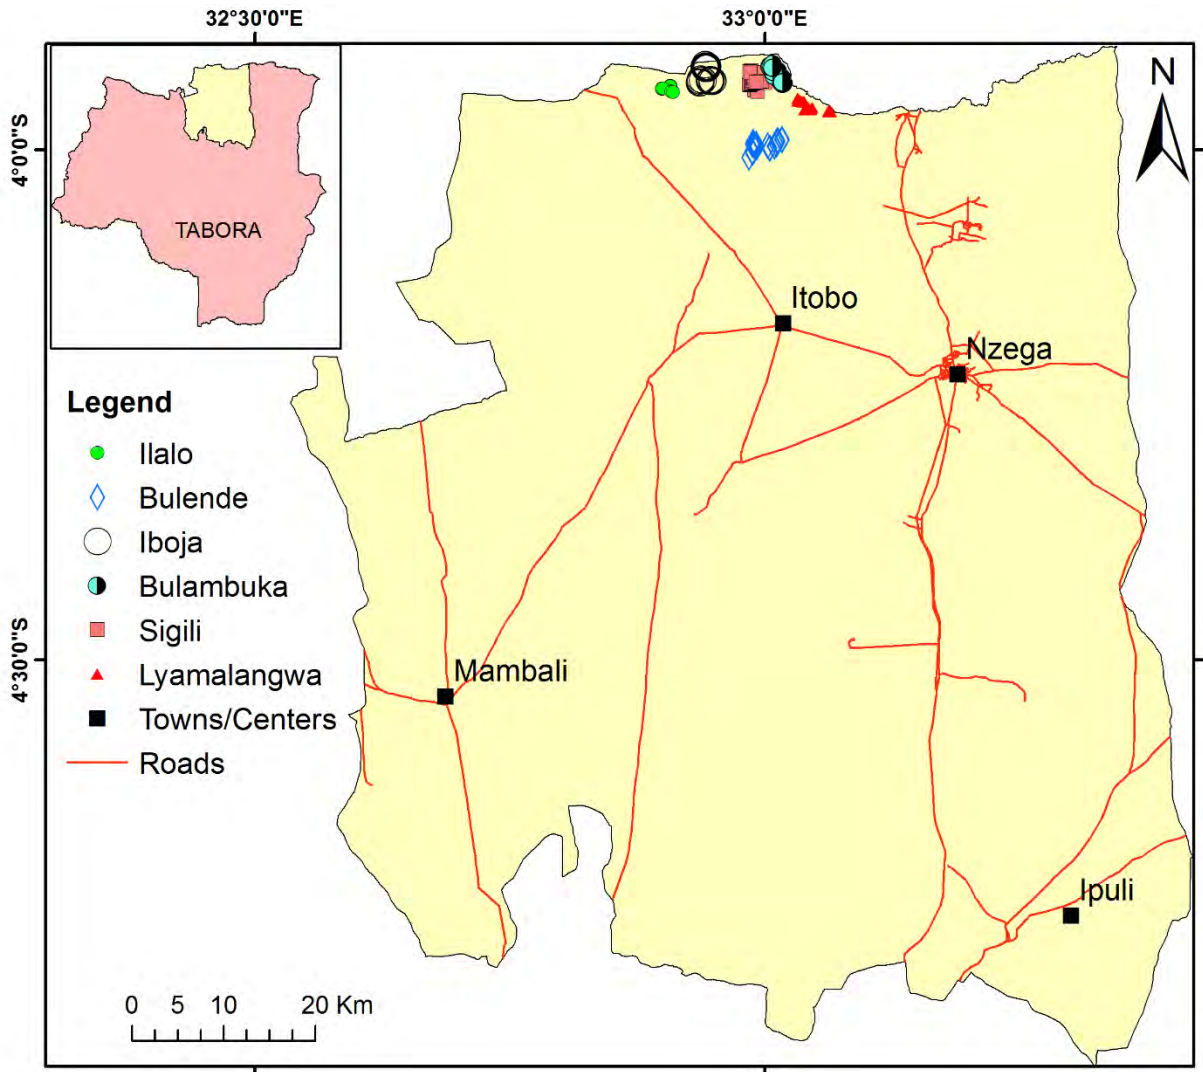 32°30'0"E
33°0'0"E
N
4°0'0"S
TABORA
Itobo
Nzega
Legend
Ilalo
Bulende
Iboja
Bulambuka
Sigili
Lyamalangwa
Towns/Centers
Roads
4°30'0"S
Mambali
Ipuli
0 5 10 20 Km